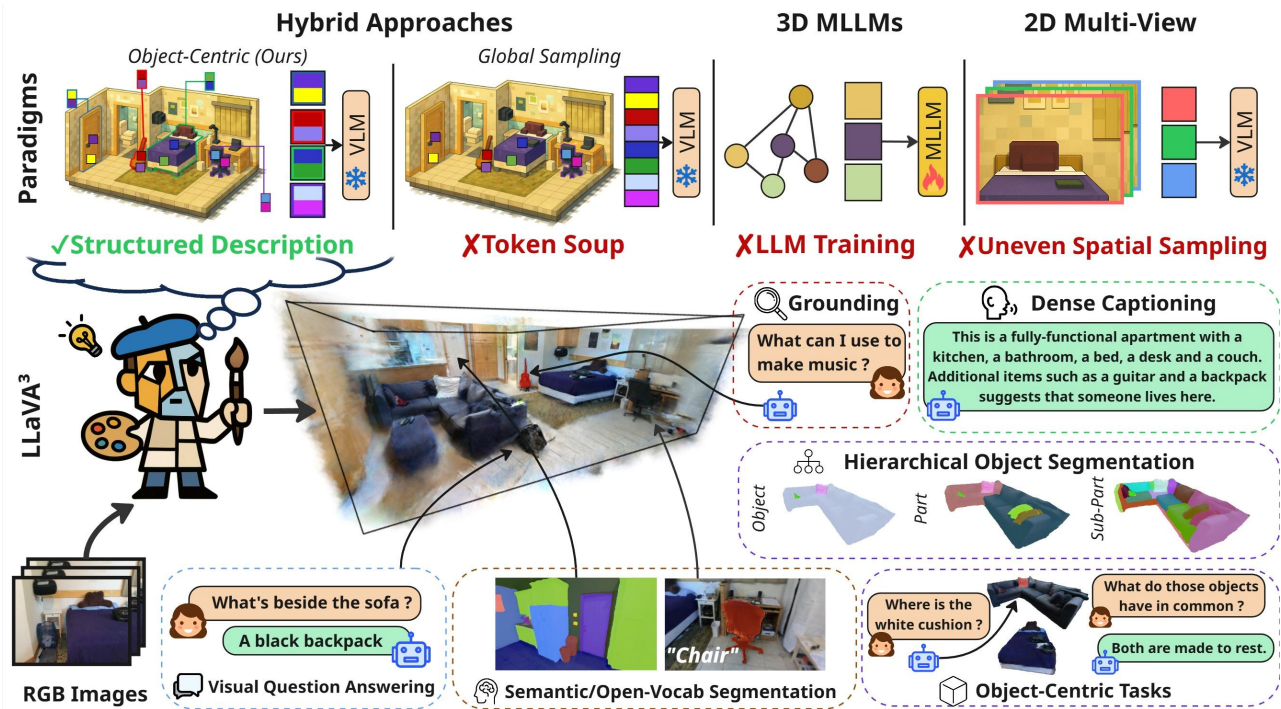 Hybrid Approaches
3D MLLMs
2D Multi-View
Object-Centric (Ours)
Global Sampling
Paradigms
VLM
VLM
MLLM
VLM
✓Structured Description
✗Token Soup
✗LLM Training
✗Uneven Spatial Sampling
LLaVA³
Grounding
What can I use to
make music ?
Dense Captioning
This is a fully-functional apartment with a
kitchen, a bathroom, a bed, a desk and a couch.
Additional items such as a guitar and a backpack
suggests that someone lives here.
Hierarchical Object Segmentation
Object
Part
Sub-Part
RGB Images
What's beside the sofa ?
A black backpack
Visual Question Answering
"Chair"
Semantic/Open-Vocab Segmentation
Where is the
white cushion ?
What do those objects
have in common ?
Both are made to rest.
Object-Centric Tasks